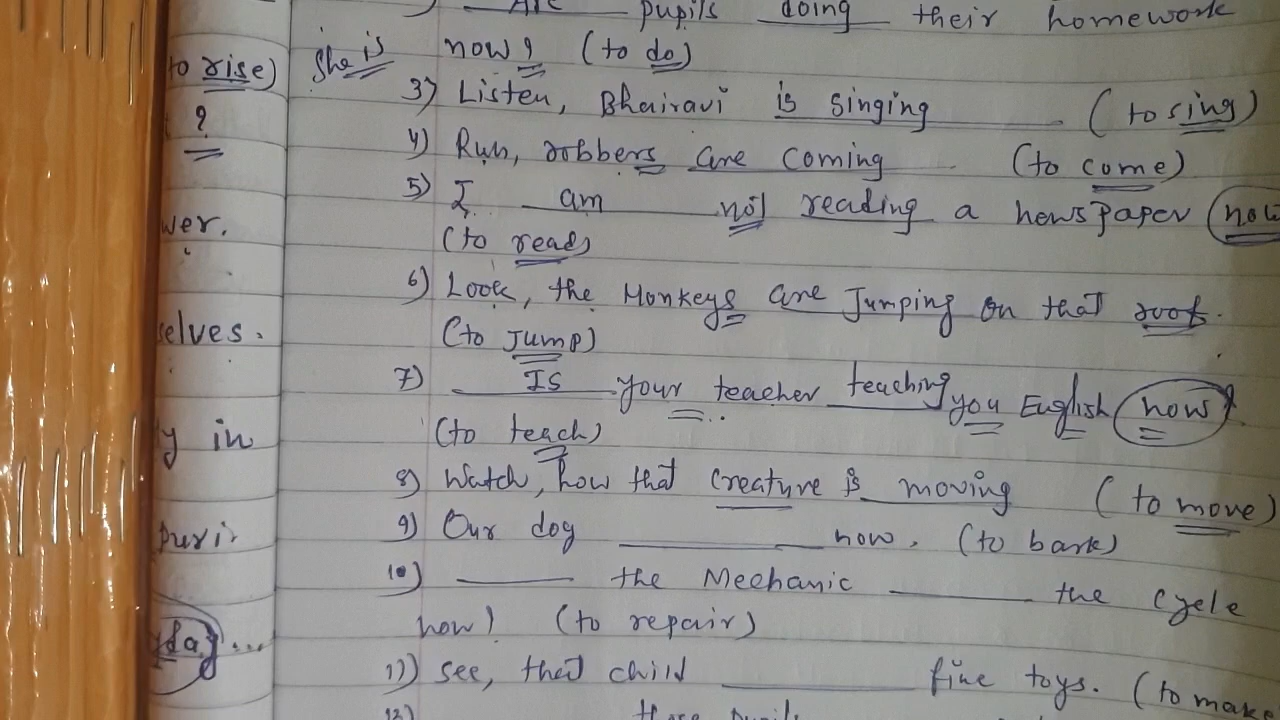 Are pupils doing their homework
to rise) She is now? (to do)
?
3) Listen, Bhairavi is singing (to sing)
4) Run, robbers are coming (to come)
5) I am not reading a newspaper now
wer. (to read)
6) Look, the Monkeys are Jumping on that roof.
selves. (to Jump)
7) Is your teacher teaching you English now?
y in (to teach)
8) Watch, how that creature is moving (to move)
puri 9) Our dog now. (to bark)
10) the Mechanic the cycle
day... now? (to repair)
11) See, that child fine toys. (to make
12) those pupils